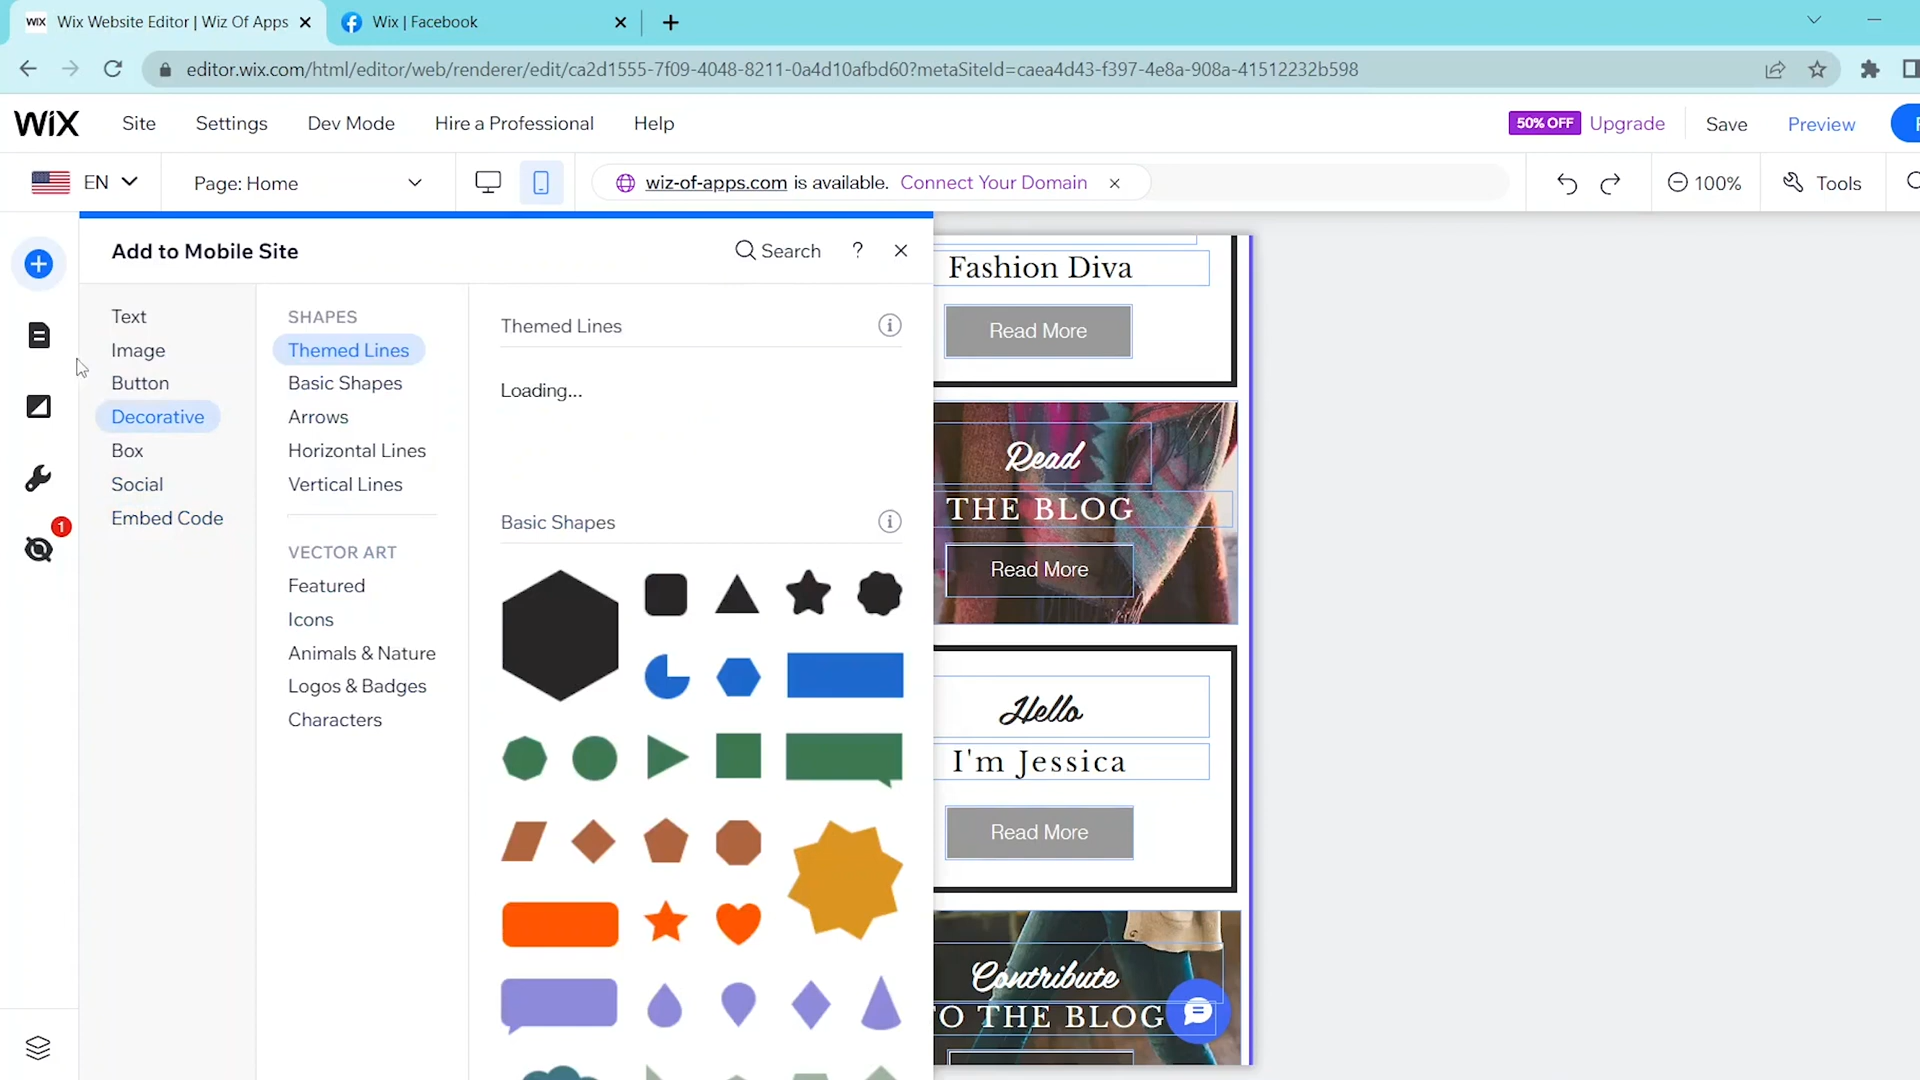 WiX Wix Website Editor | Wiz Of Apps
Wix | Facebook
editor.wix.com/html/editor/web/renderer/edit/ca2d1555-7f09-4048-8211-0a4d10afbd60?metaSiteId=caea4d43-f397-4e8a-908a-41512232b598
WiX Site Settings Dev Mode Hire a Professional Help 50% OFF Upgrade Save Preview
EN Page: Home wiz-of-apps.com is available. Connect Your Domain 100% Tools
Add to Mobile Site Search ?
Text
Image
Button
Decorative
Box
Social
Embed Code
1
SHAPES
Themed Lines
Basic Shapes
Arrows
Horizontal Lines
Vertical Lines
VECTOR ART
Featured
Icons
Animals & Nature
Logos & Badges
Characters
Themed Lines
Loading...
Basic Shapes
Fashion Diva
Read More
Read
THE BLOG
Read More
Hello
I'm Jessica
Read More
Contribute
TO THE BLOG